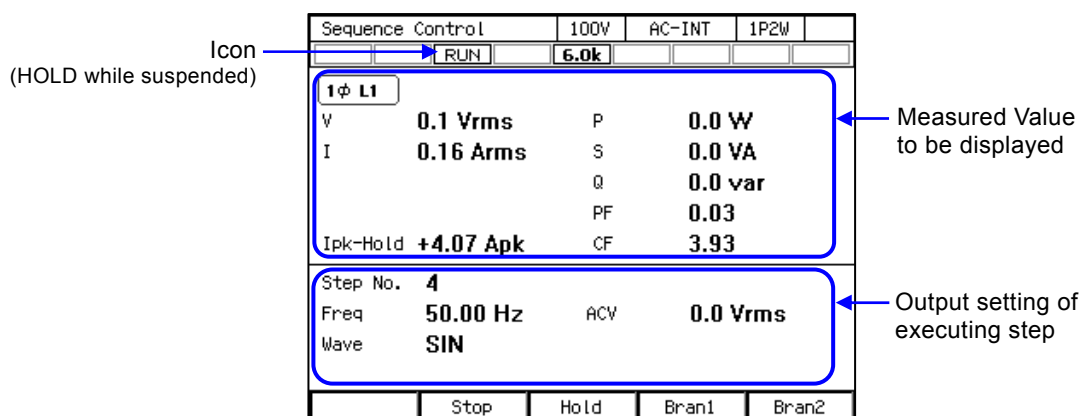 Sequence Control 100V AC-INT 1P2W
Icon
(HOLD while suspended)
RUN 6.0k
1ϕ L1
V 0.1 Vrms P 0.0 W
I 0.16 Arms S 0.0 VA
Q 0.0 var
PF 0.03
Ipk-Hold +4.07 Apk CF 3.93
Measured Value
to be displayed
Step No. 4
Freq 50.00 Hz ACV 0.0 Vrms
Wave SIN
Output setting of
executing step
Stop Hold Bran1 Bran2